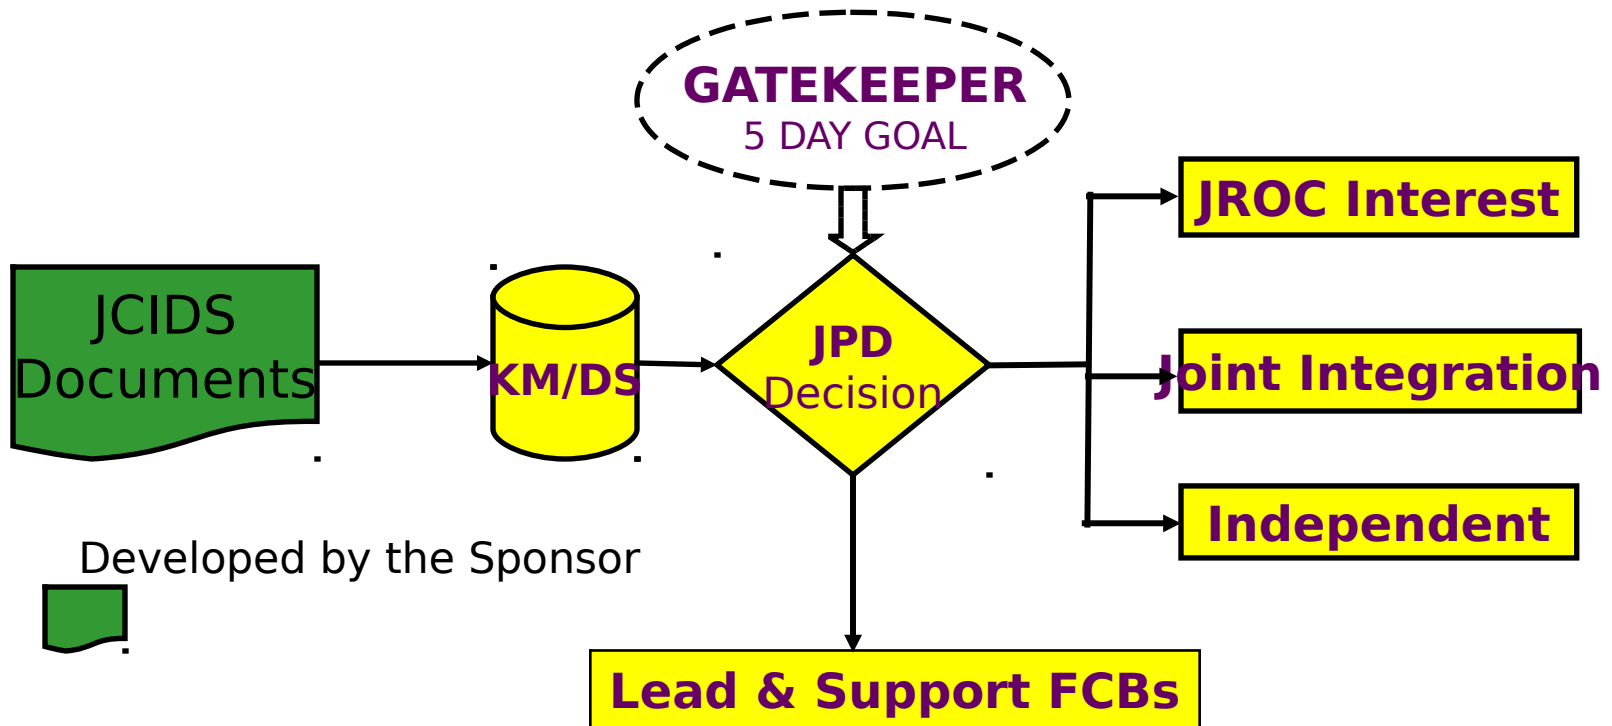 GATEKEEPER
5 DAY GOAL
JROC Interest
JCIDS
Documents
KM/DS
JPD
Decision
Joint Integration
Independent
Developed by the Sponsor
Lead & Support FCBs